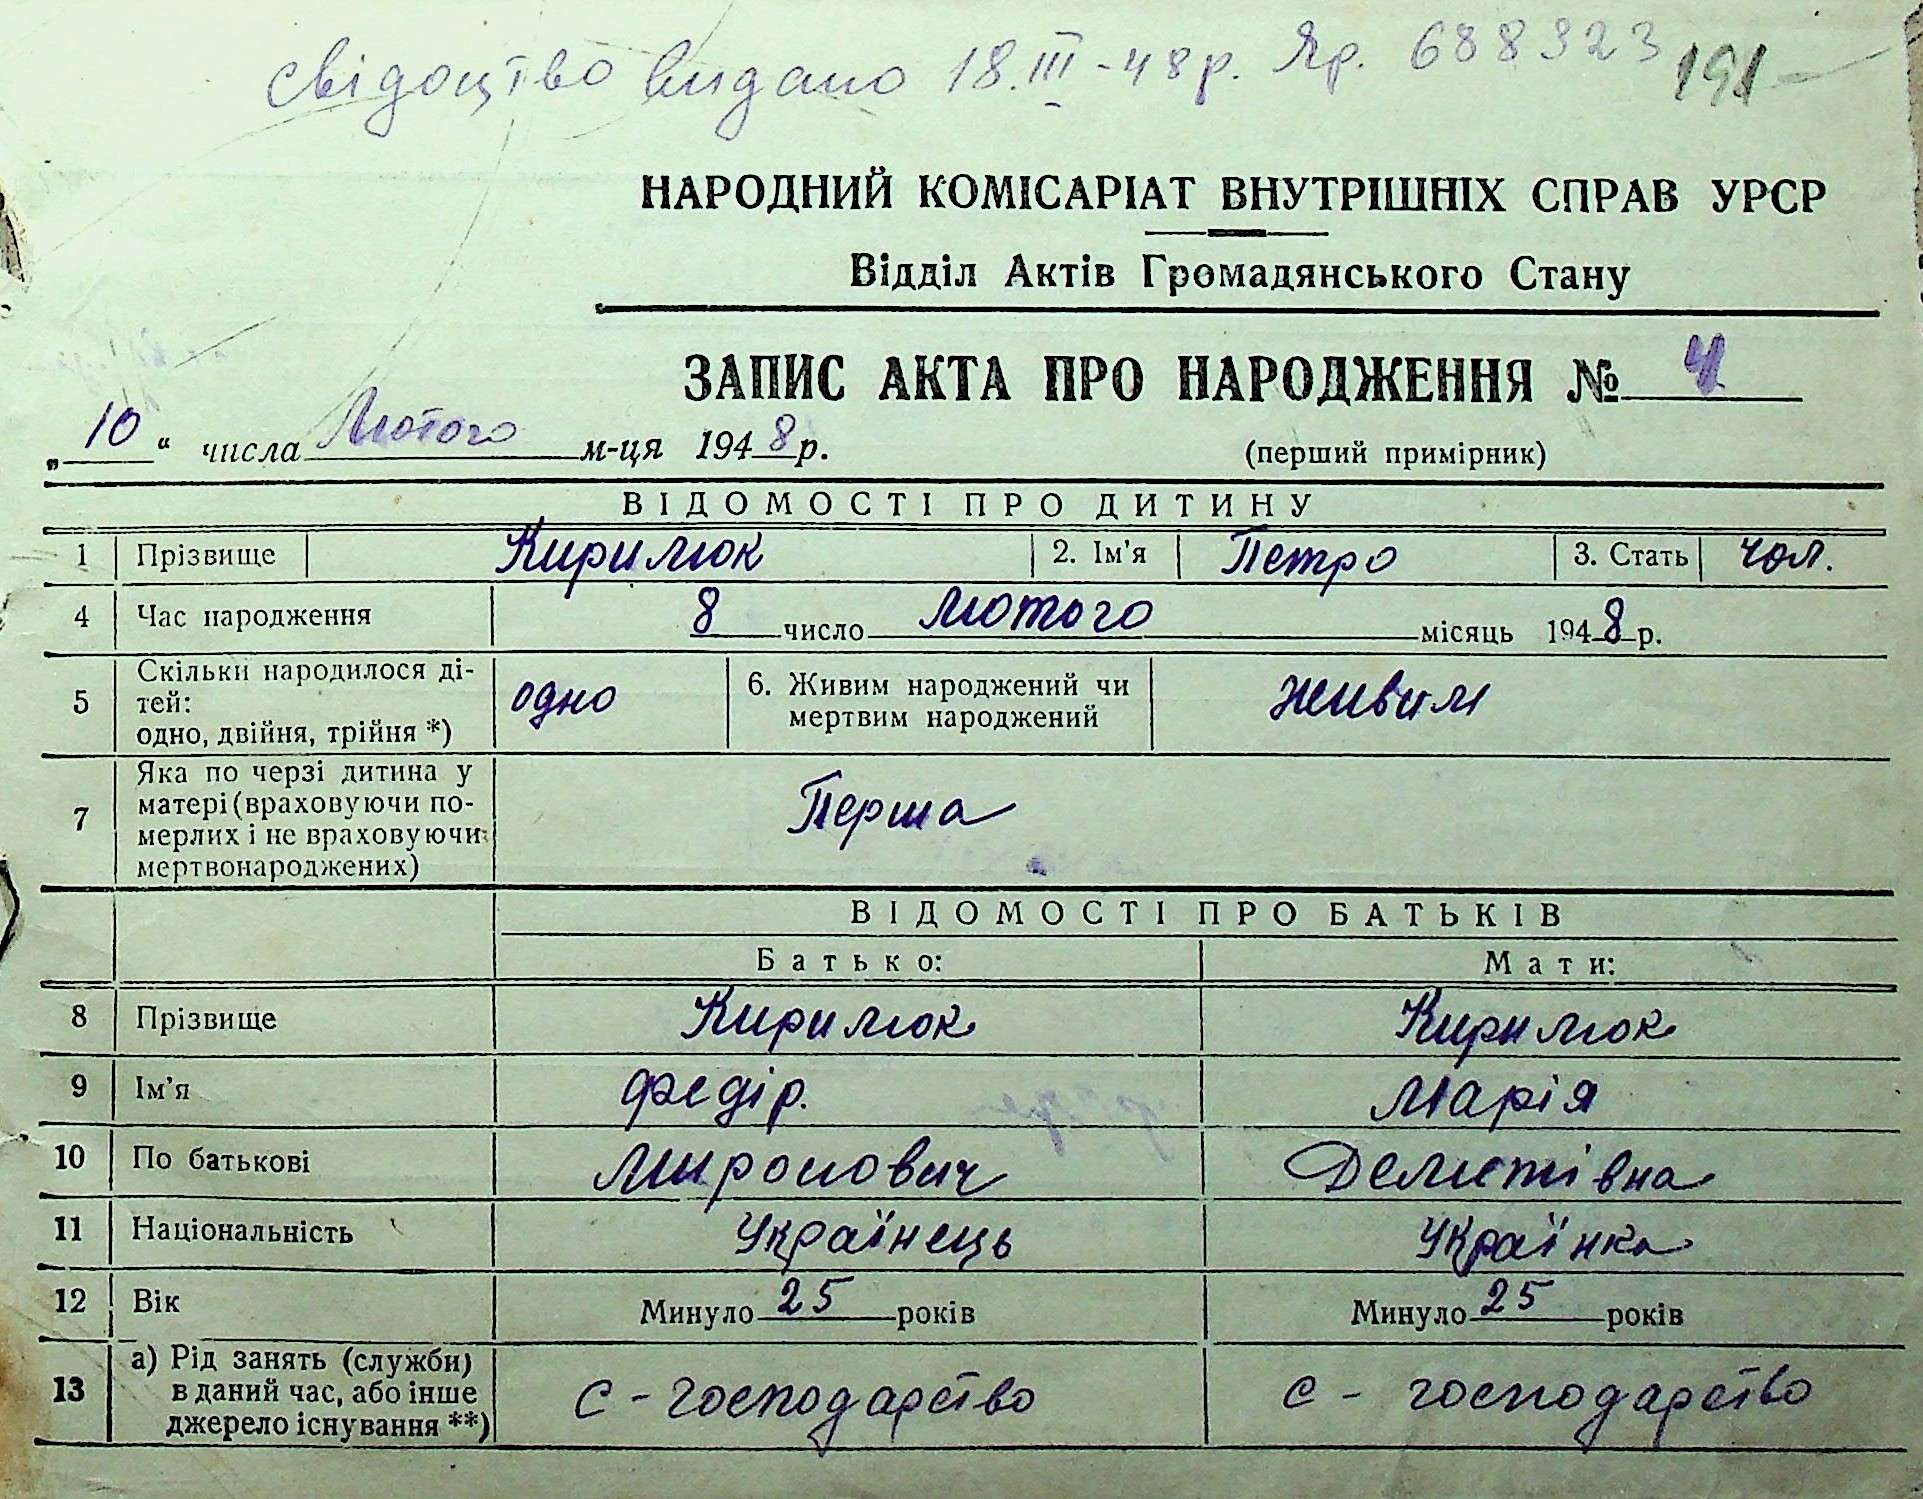 свідоцтво видано 18.III-48р. Яр. 688323 191
НАРОДНИЙ КОМІСАРІАТ ВНУТРІШНІХ СПРАВ УРСР
Відділ Актів Громадянського Стану
ЗАПИС АКТА ПРО НАРОДЖЕННЯ № 4
„10“ числа Лютого м-ця 1948р. (перший примірник)
ВІДОМОСТІ ПРО ДИТИНУ
1 Прізвище Кирилюк 2. Ім'я Петро 3. Стать чол.
4 Час народження 8 число Лютого місяць 1948р.
5 Скільки народилося ді-
тей:
одно, двійня, трійня *) одно 6. Живим народжений чи
мертвим народжений живим
7 Яка по черзі дитина у
матері (враховуючи по-
мерлих і не враховуючи
мертвонароджених) Перша
ВІДОМОСТІ ПРО БАТЬКІВ
Батько: Мати:
8 Прізвище Кирилюк Кирилюк
9 Ім'я Федір. Марія
10 По батькові Миронович
11 Національність Українець Українка
12 Вік Минуло 25 років Минуло 25 років
13 а) Рід занять (служби)
в даний час, або інше
джерело існування **) с-господарство с-господарство